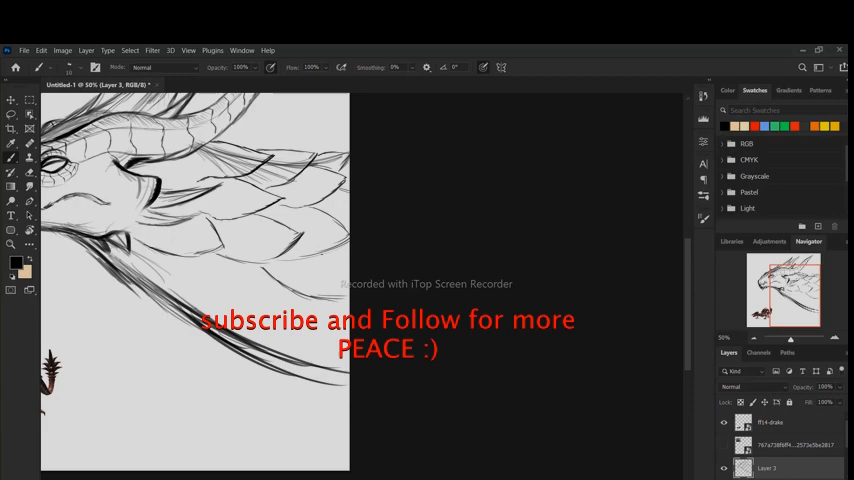 File Edit Image Layer Type Select Filter 3D View Plugins Window Help
10 Mode: Normal Opacity: 100% Flow: 100% Smoothing: 8% 0°
Untitled-1 @ 50% (Layer 3, RGB/8) *
Color Swatches Gradients Patterns
Search Swatches
RGB
CMYK
Grayscale
Pastel
Light
Libraries Adjustments Navigator
Recorded with iTop Screen Recorder
subscribe and Follow for more
PEACE :)
50%
Layers Channels Paths
Kind
Normal Opacity: 100%
Lock: Fill: 100%
ff14-drake
Layer 3